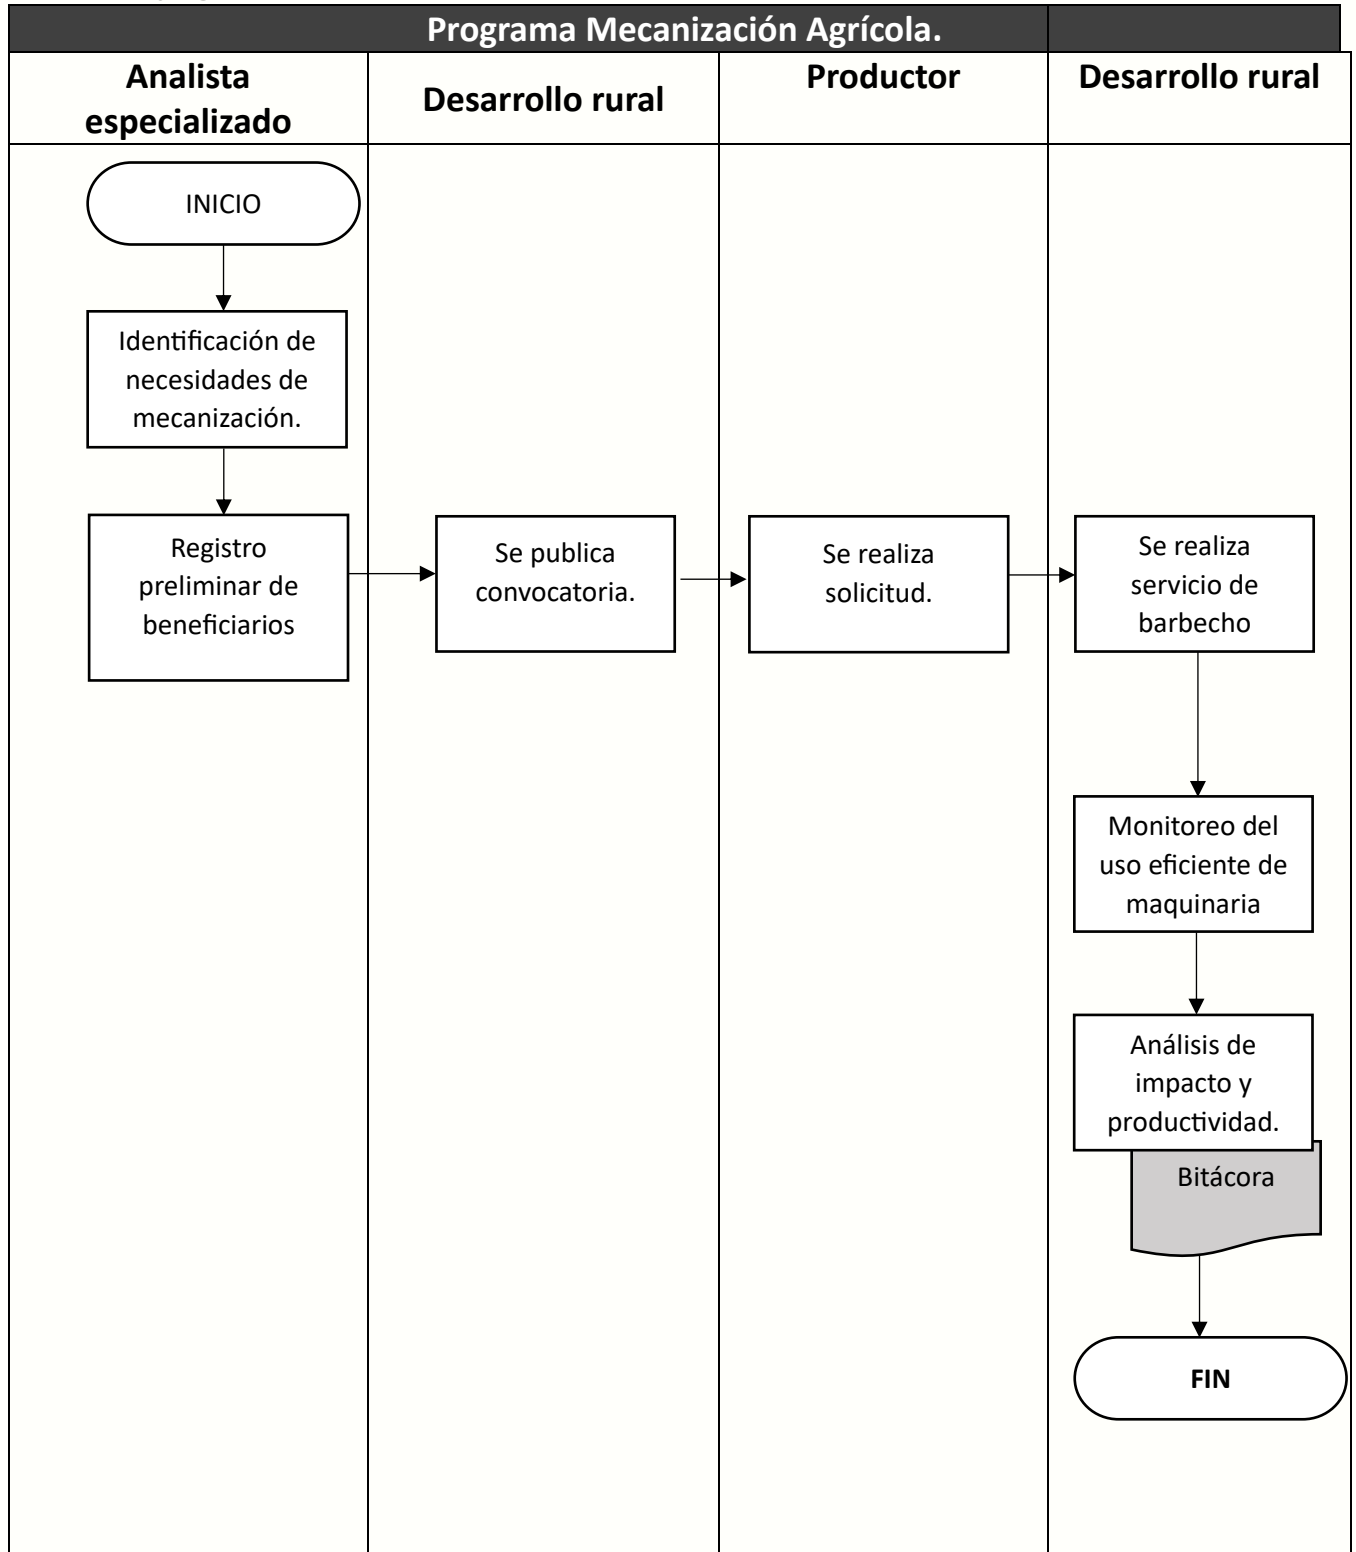 Programa Mecanización Agrícola.
Analista
especializado
Desarrollo rural
Productor
Desarrollo rural
INICIO
Identificación de
necesidades de
mecanización.
Registro
preliminar de
beneficiarios
Se publica
convocatoria.
Se realiza
solicitud.
Se realiza
servicio de
barbecho
Monitoreo del
uso eficiente de
maquinaria
Análisis de
impacto y
productividad.
Bitácora
FIN